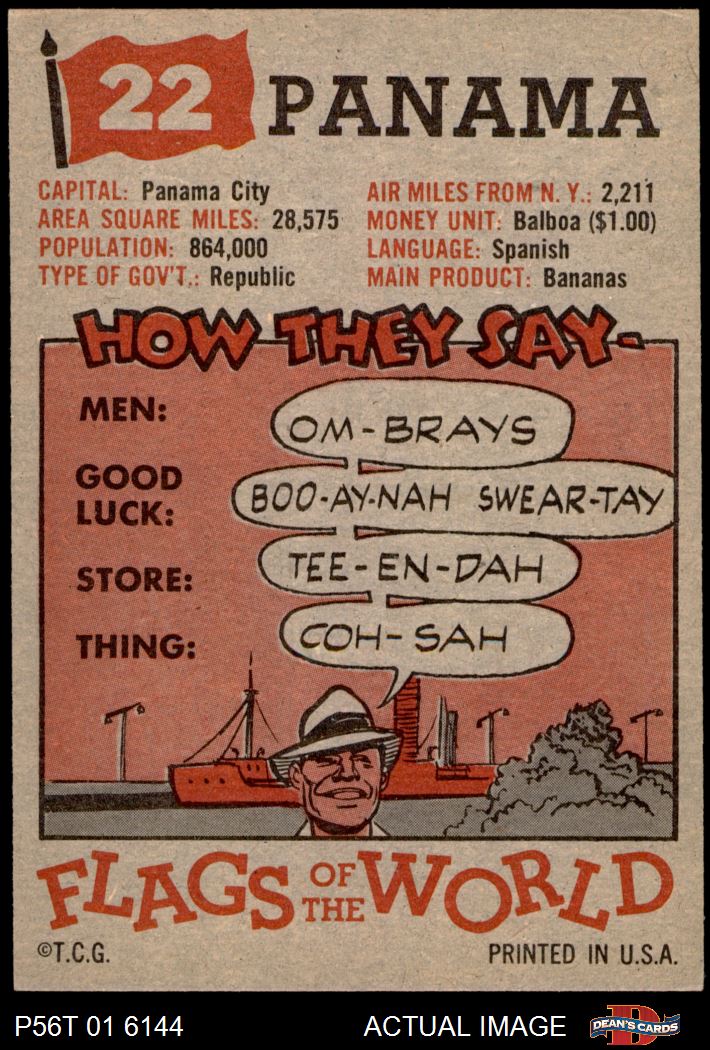 22 PANAMA
CAPITAL: Panama City
AREA SQUARE MILES: 28,575
POPULATION: 864,000
TYPE OF GOV'T.: Republic
AIR MILES FROM N. Y.: 2,211
MONEY UNIT: Balboa ($1.00)
LANGUAGE: Spanish
MAIN PRODUCT: Bananas
HOW THEY SAY-
MEN: OM-BRAYS
GOOD LUCK: BOO-AY-NAH SWEAR-TAY
STORE: TEE-EN-DAH
THING: COH-SAH
FLAGS OF THE WORLD
©T.C.G. PRINTED IN U.S.A.
P56T 01 6144 ACTUAL IMAGE D DEAN'S CARDS